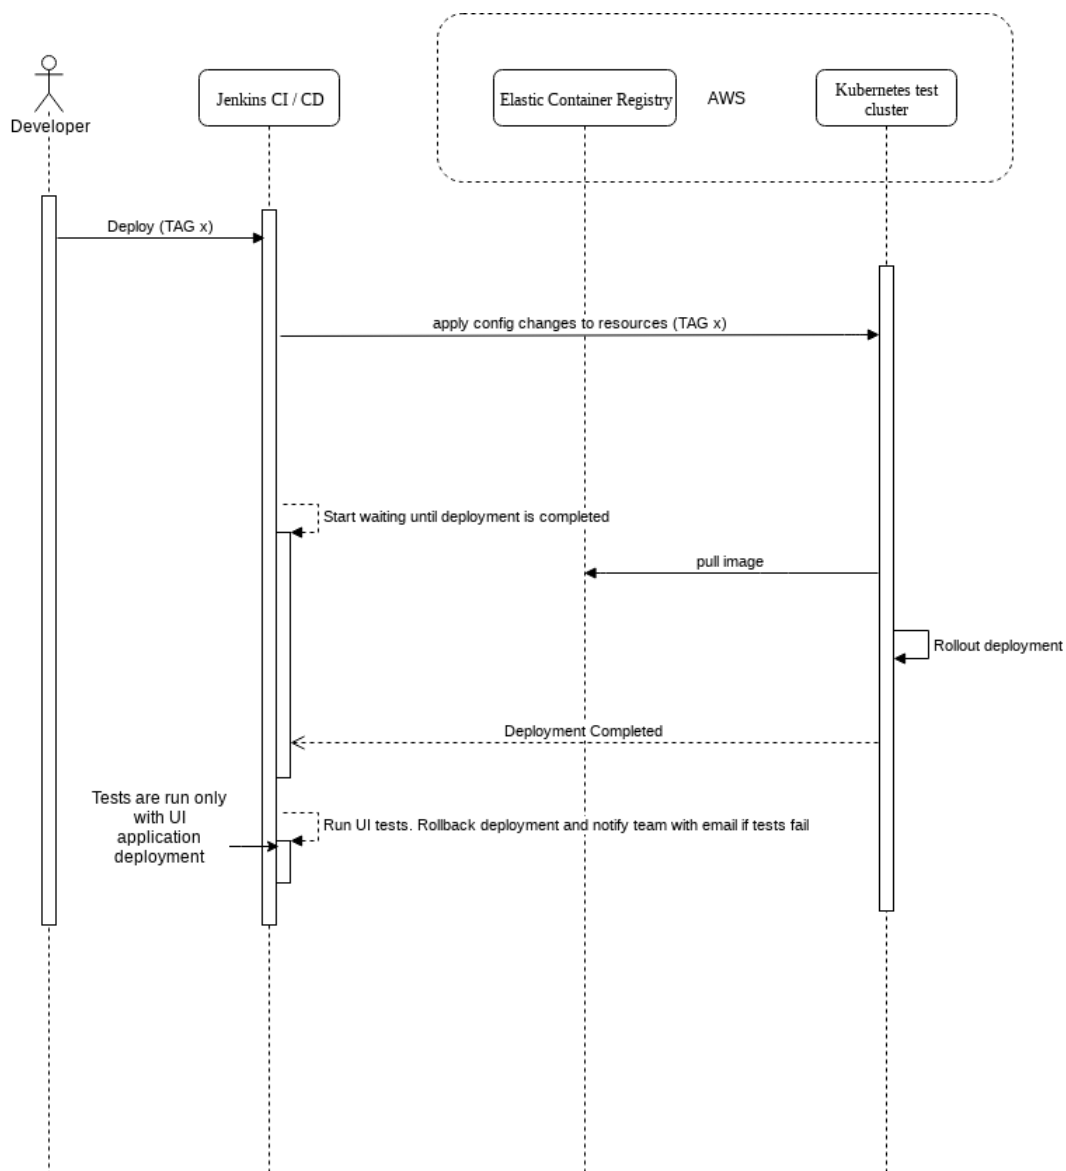 Developer
Jenkins CI / CD
Elastic Container Registry
AWS
Kubernetes test
cluster
Deploy (TAG x)
apply config changes to resources (TAG x)
Start waiting until deployment is completed
pull image
Rollout deployment
Deployment Completed
Tests are run only
with UI
application
deployment
Run UI tests. Rollback deployment and notify team with email if tests fail